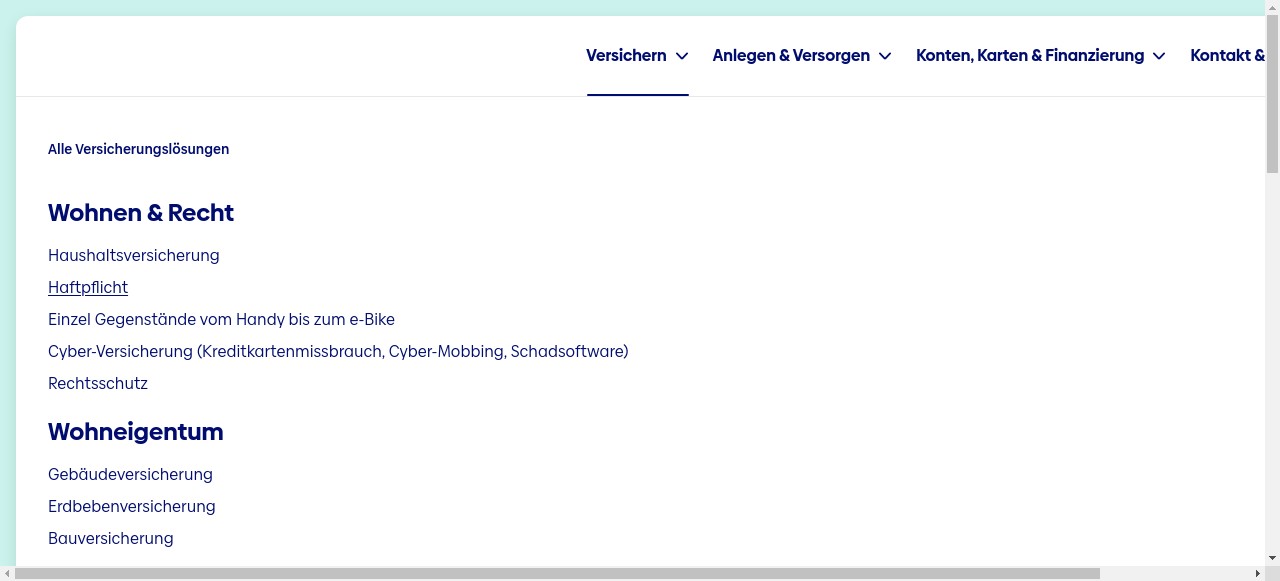 Versichern
Anlegen & Versorgen
Konten, Karten & Finanzierung
Kontakt &
Alle Versicherungslösungen
Wohnen & Recht
Haushaltsversicherung
Haftpflicht
Einzel Gegenstände vom Handy bis zum e-Bike
Cyber-Versicherung (Kreditkartenmissbrauch, Cyber-Mobbing, Schadsoftware)
Rechtsschutz
Wohneigentum
Gebäudeversicherung
Erdbebenversicherung
Bauversicherung